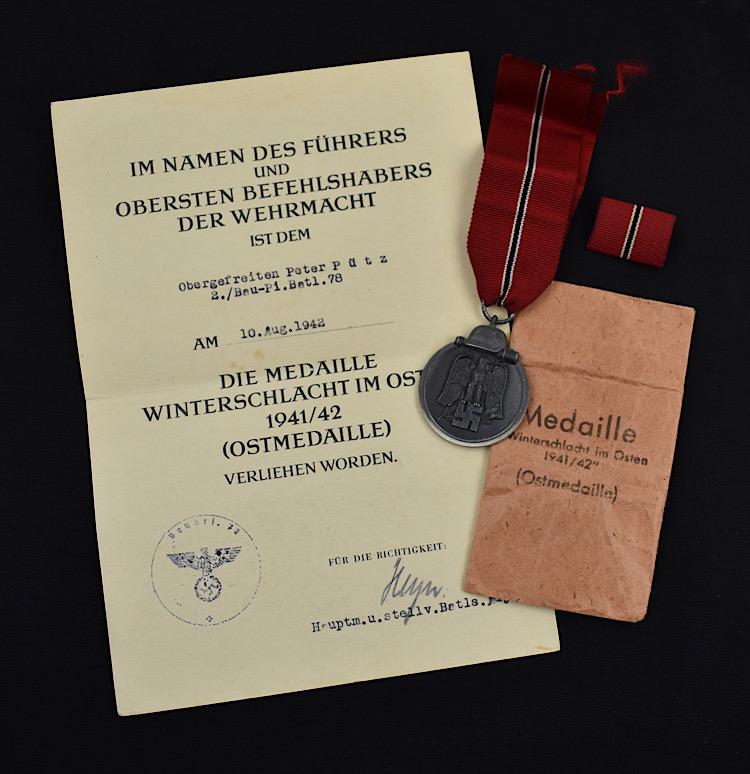 IM NAMEN DES FÜHRERS
UND
OBERSTEN BEFEHLSHABERS
DER WEHRMACHT
IST DEM
Obergefreiten Peter P ü t z
2./Bau-Pi.Batl.78
AM 10.Aug.1942
DIE MEDAILLE
WINTERSCHLACHT IM OST
1941/42
(OSTMEDAILLE)
VERLIEHEN WORDEN.
FÜR DIE RICHTIGKEIT:
Heyn.
Hauptm.u.stellv.Batls.
Medaille
Winterschlacht im Osten
1941/42"
(Ostmedaille)